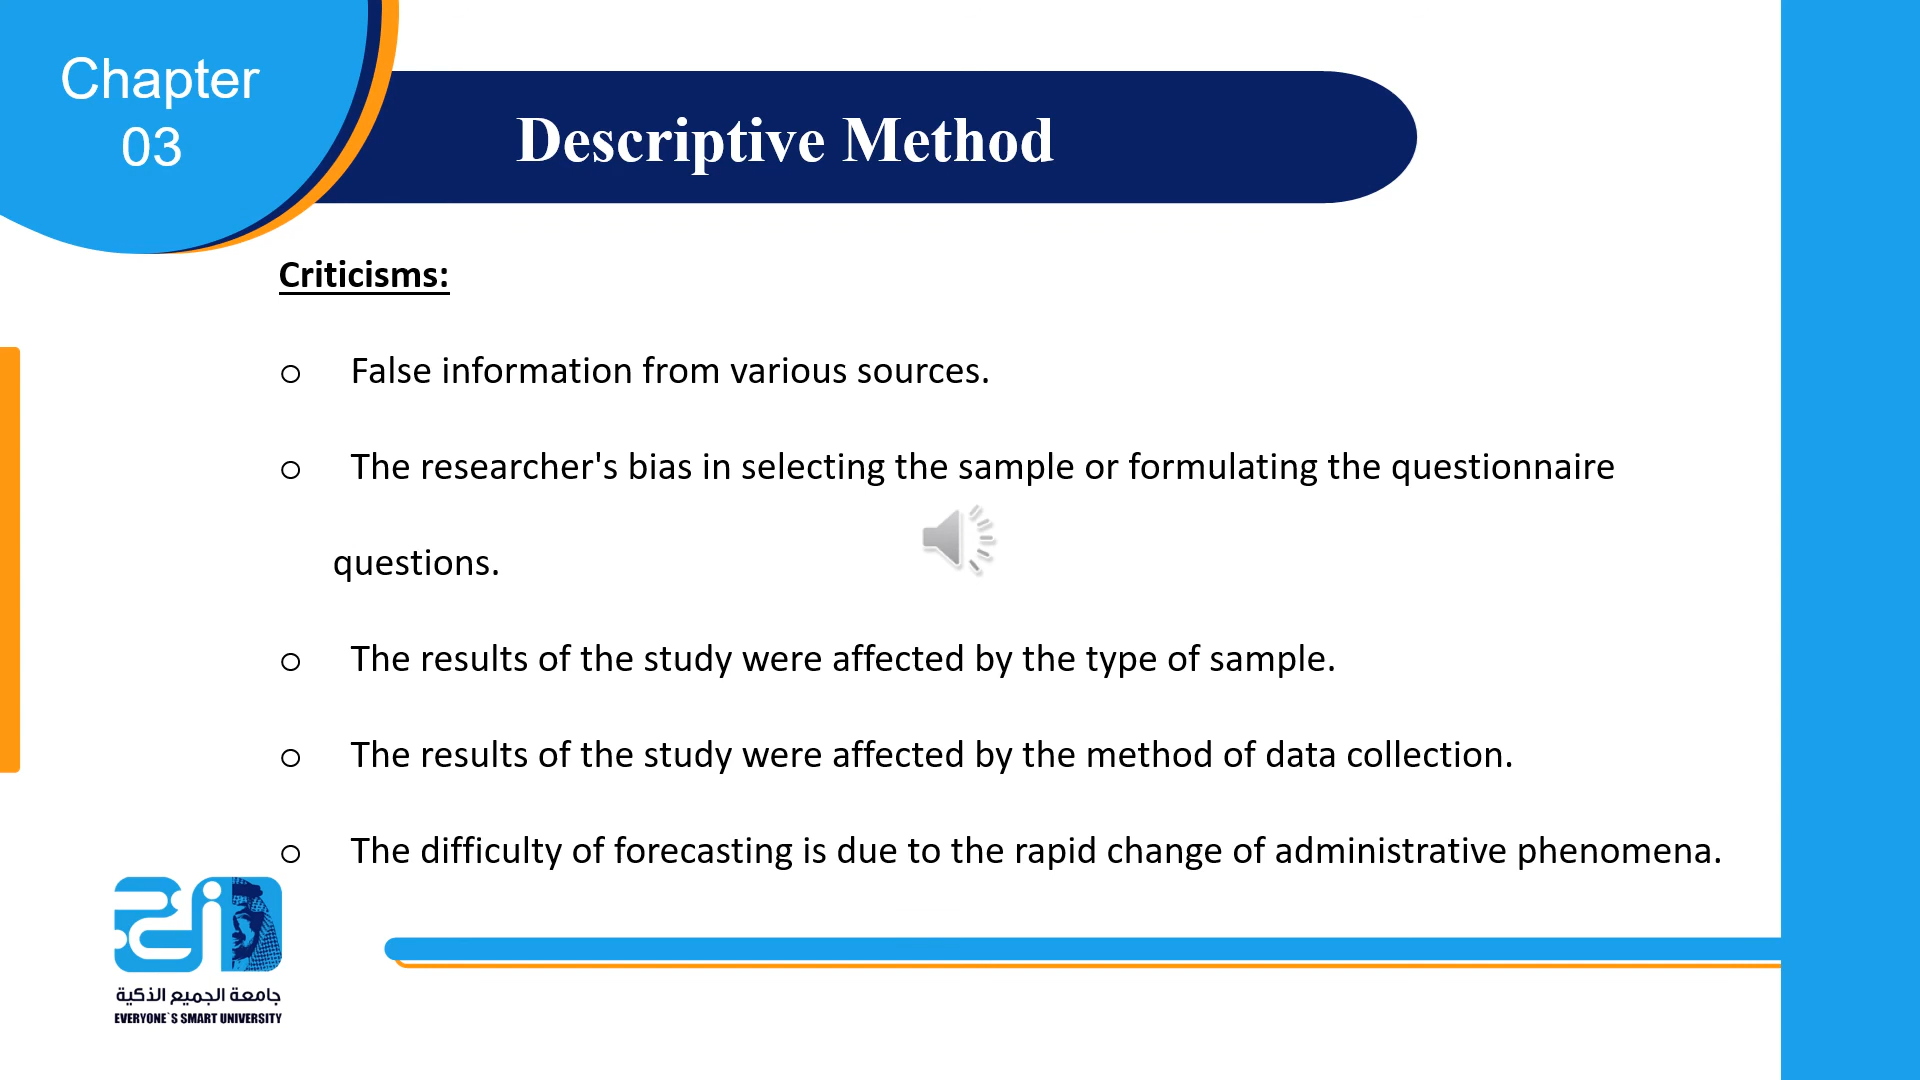 Chapter
03
Descriptive Method
Criticisms:
o False information from various sources.
o The researcher's bias in selecting the sample or formulating the questionnaire
questions.
o The results of the study were affected by the type of sample.
o The results of the study were affected by the method of data collection.
o The difficulty of forecasting is due to the rapid change of administrative phenomena.
جامعة الجميع الذكية
EVERYONE`S SMART UNIVERSITY